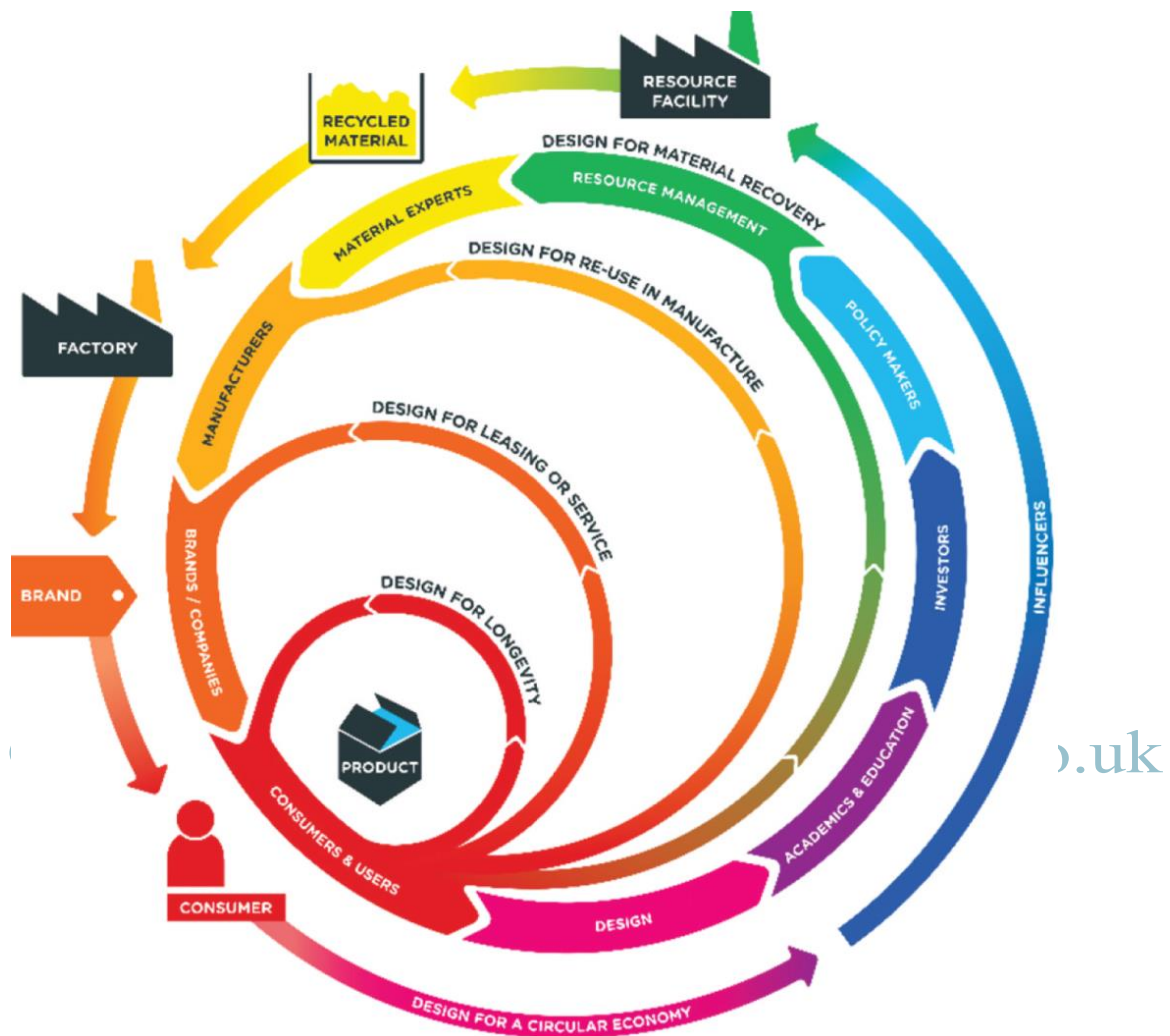 RESOURCE
FACILITY
RECYCLED
MATERIAL
FACTORY
BRAND
CONSUMER
DESIGN FOR A CIRCULAR ECONOMY
INFLUENCERS
DESIGN FOR MATERIAL RECOVERY
RESOURCE MANAGEMENT
MATERIAL EXPERTS
MANUFACTURERS
BRANDS / COMPANIES
CONSUMERS & USERS
DESIGN
ACADEMICS & EDUCATION
INVESTORS
POLICY MAKERS
DESIGN FOR RE-USE IN MANUFACTURE
DESIGN FOR LEASING OR SERVICE
DESIGN FOR LONGEVITY
PRODUCT
.uk